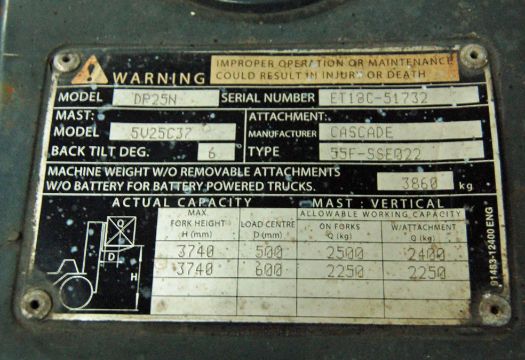 WARNING
IMPROPER OPERATION OR MAINTENANCE
COULD RESULT IN INJURY OR DEATH
MODEL DP25N SERIAL NUMBER ET18C-51732
MAST: ATTACHMENT:
MODEL 5V25C37 MANUFACTURER CASCADE
BACK TILT DEG. 6 TYPE 55F-SSE022
MACHINE WEIGHT W/O REMOVABLE ATTACHMENTS
W/O BATTERY FOR BATTERY POWERED TRUCKS. 3860 kg
ACTUAL CAPACITY MAST : VERTICAL
MAX. FORK HEIGHT H (mm) LOAD CENTRE D (mm) ALLOWABLE WORKING CAPACITY
ON FORKS Q (kg) W/ATTACHMENT Q (kg)
3740 500 2500 2400
3740 600 2250 2250
Q
D
H
91483-12400 ENG